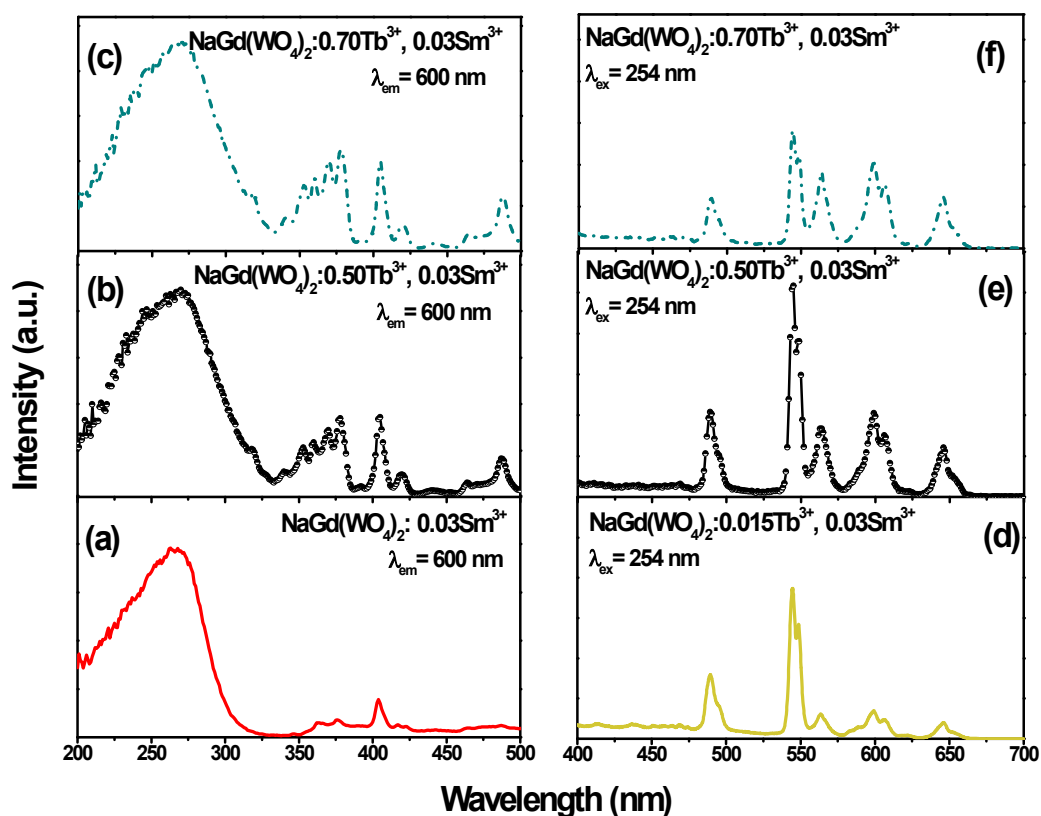 (c)
NaGd(WO₄)₂:0.70Tb³⁺, 0.03Sm³⁺
λem= 600 nm
(f)
NaGd(WO₄)₂:0.70Tb³⁺, 0.03Sm³⁺
λex= 254 nm
(b)
NaGd(WO₄)₂:0.50Tb³⁺, 0.03Sm³⁺
λem= 600 nm
(e)
NaGd(WO₄)₂:0.50Tb³⁺, 0.03Sm³⁺
λex= 254 nm
(a)
NaGd(WO₄)₂: 0.03Sm³⁺
λem= 600 nm
(d)
NaGd(WO₄)₂:0.015Tb³⁺, 0.03Sm³⁺
λex= 254 nm
200 250 300 350 400 450 500
400 450 500 550 600 650 700
Intensity (a.u.)
Wavelength (nm)